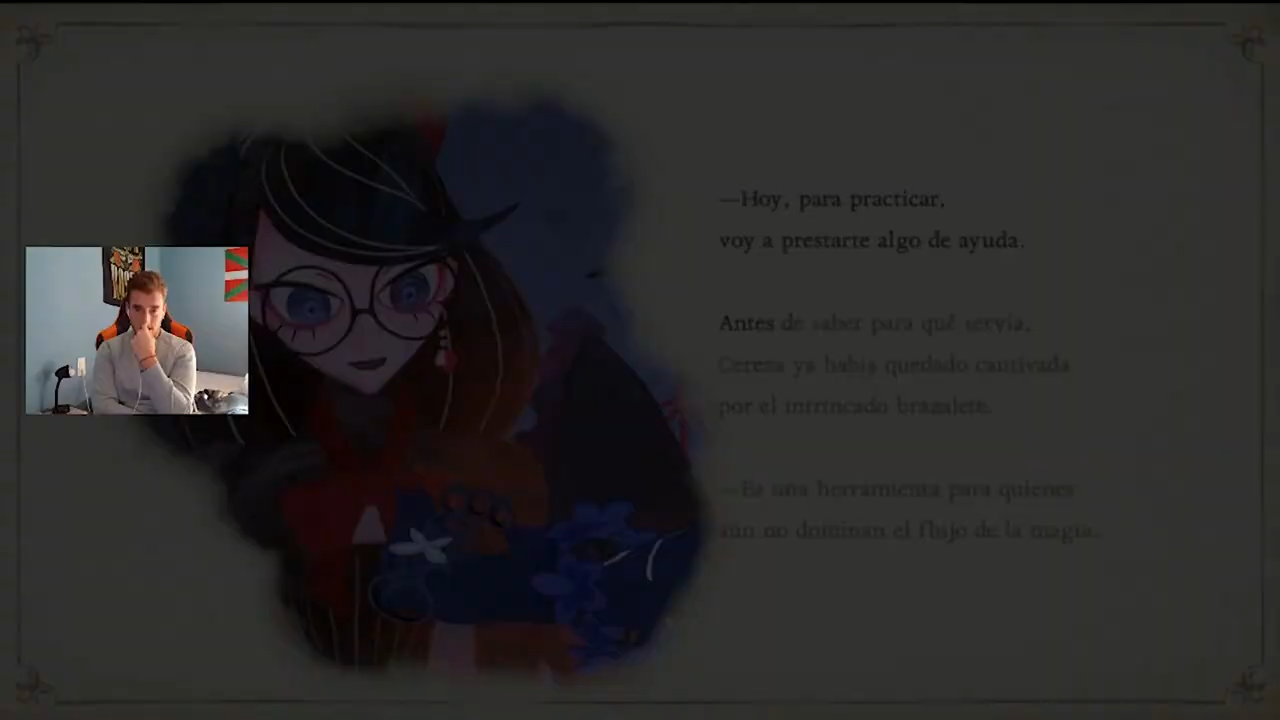 —Hoy, para practicar,
voy a prestarte algo de ayuda.
Antes de saber para qué servía,
Cereza ya había quedado cautivada
por el intrincado brazalete.
—Es una herramienta para quienes
aún no dominan el flujo de la magia.